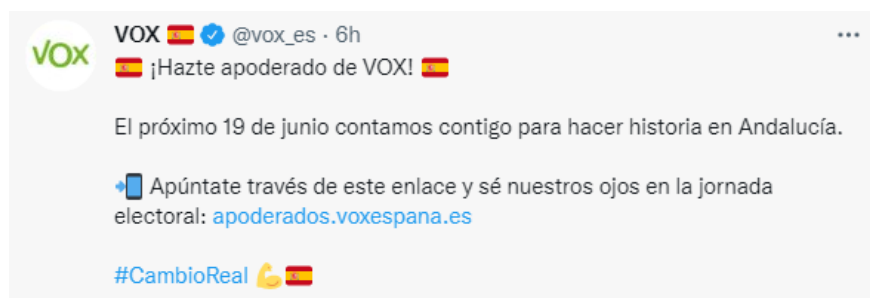 VOX
VOX 🇪🇸 @vox_es · 6h
🇪🇸 ¡Hazte apoderado de VOX! 🇪🇸
El próximo 19 de junio contamos contigo para hacer historia en Andalucía.
📲 Apúntate través de este enlace y sé nuestros ojos en la jornada
electoral: apoderados.voxespana.es
#CambioReal 💪🇪🇸